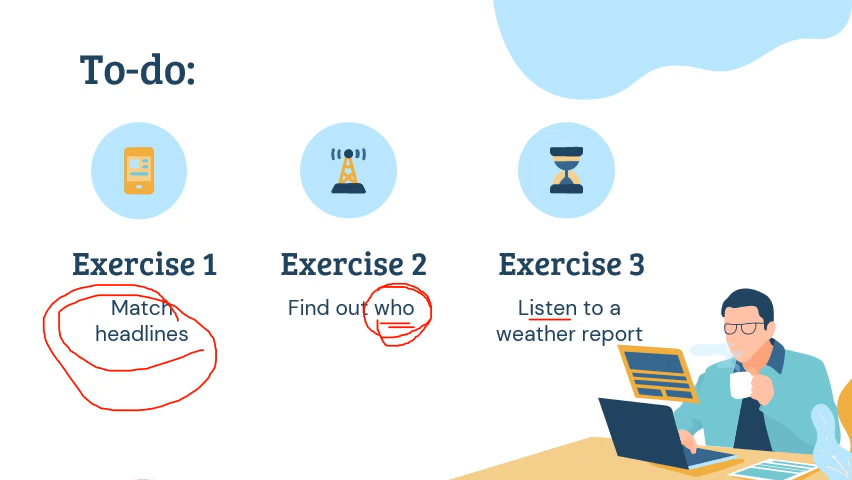 To-do:
Exercise 1
Match
headlines
Exercise 2
Find out who
Exercise 3
Listen to a
weather report